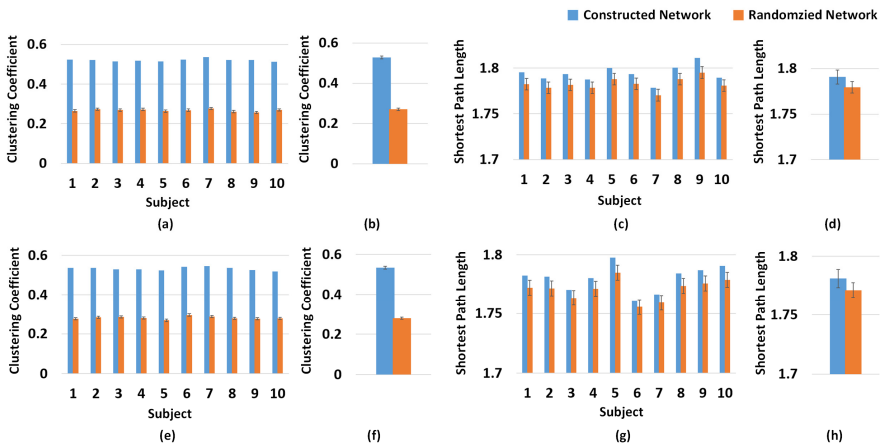 Constructed Network
Randomzied Network
Clustering Coefficient
0.6
0.4
0.2
0
1 2 3 4 5 6 7 8 9 10
Subject
(a)
Clustering Coefficient
0.6
0.4
0.2
0
(b)
Shortest Path Length
1.8
1.75
1.7
1 2 3 4 5 6 7 8 9 10
Subject
(c)
Shortest Path Length
1.8
1.75
1.7
(d)
Clustering Coefficient
0.6
0.4
0.2
0
1 2 3 4 5 6 7 8 9 10
Subject
(e)
Clustering Coefficient
0.6
0.4
0.2
0
(f)
Shortest Path Length
1.8
1.75
1.7
1 2 3 4 5 6 7 8 9 10
Subject
(g)
Shortest Path Length
1.8
1.75
1.7
(h)